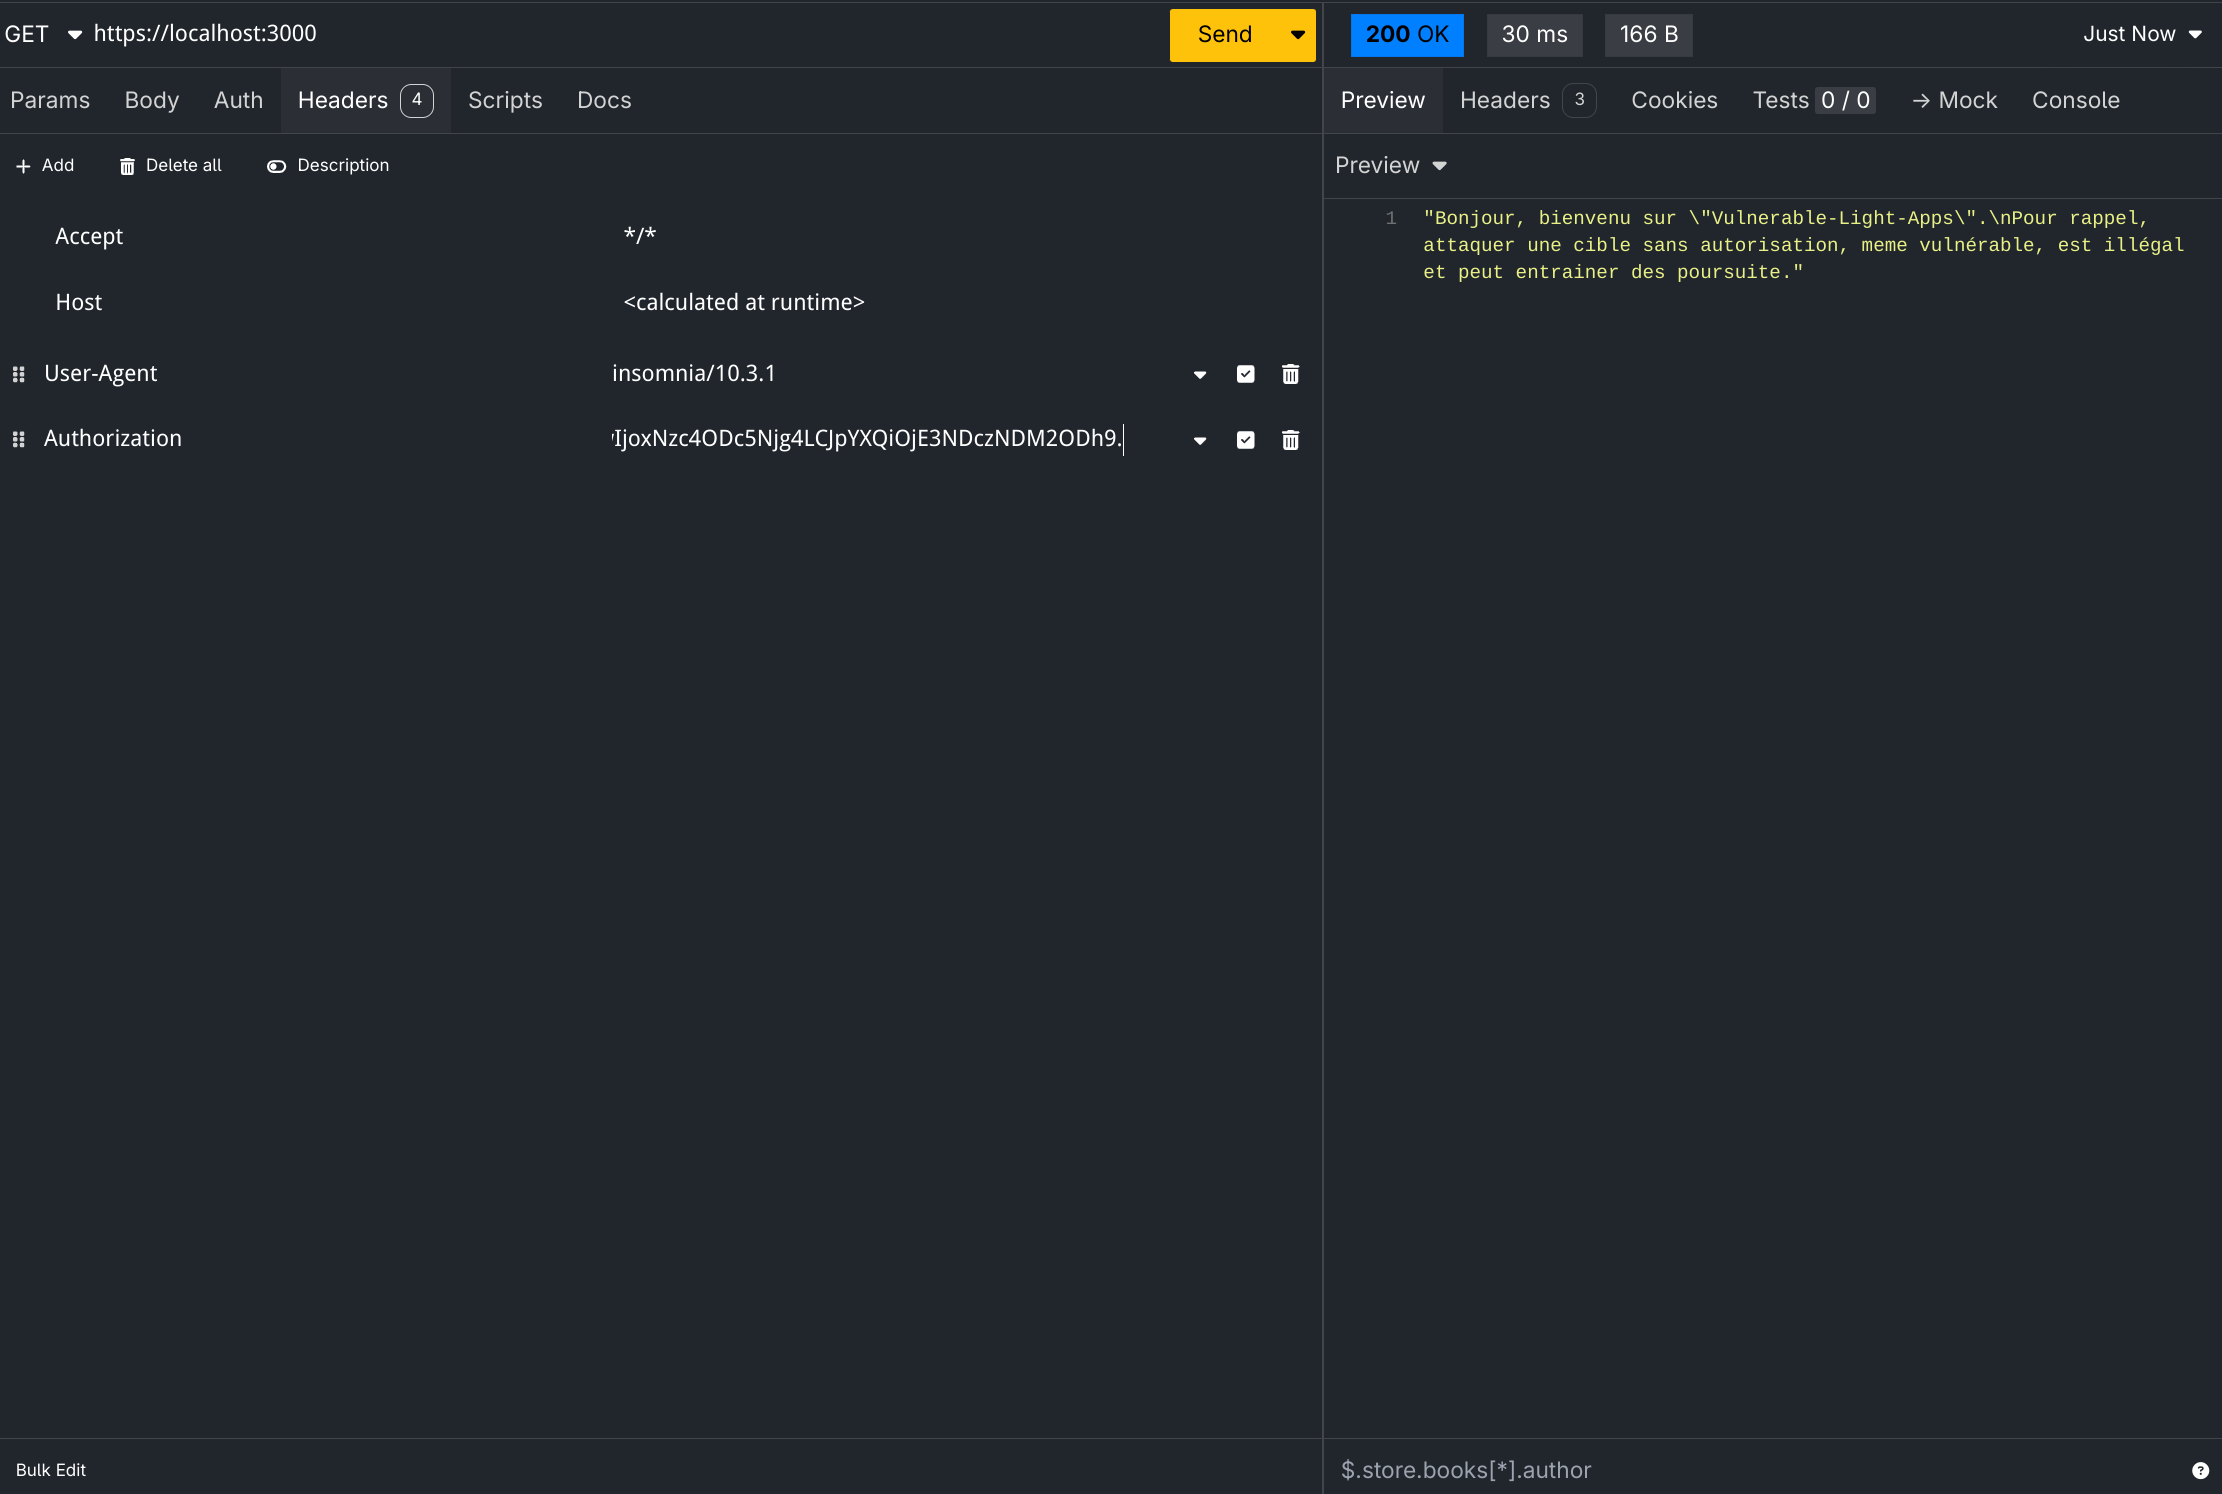 GET https://localhost:3000 Send
200 OK 30 ms 166 B Just Now
Params Body Auth Headers 4 Scripts Docs
Preview Headers 3 Cookies Tests 0 / 0 → Mock Console
+ Add Delete all Description
Preview
Accept */*
Host <calculated at runtime>
User-Agent insomnia/10.3.1
Authorization IjoxNzc4ODc5Njg4LCJpYXQiOjE3NDczNDM2ODh9.
1 "Bonjour, bienvenu sur \"Vulnerable-Light-Apps\".\nPour rappel,
attaquer une cible sans autorisation, meme vulnérable, est illégal
et peut entrainer des poursuite."
Bulk Edit
$.store.books[*].author